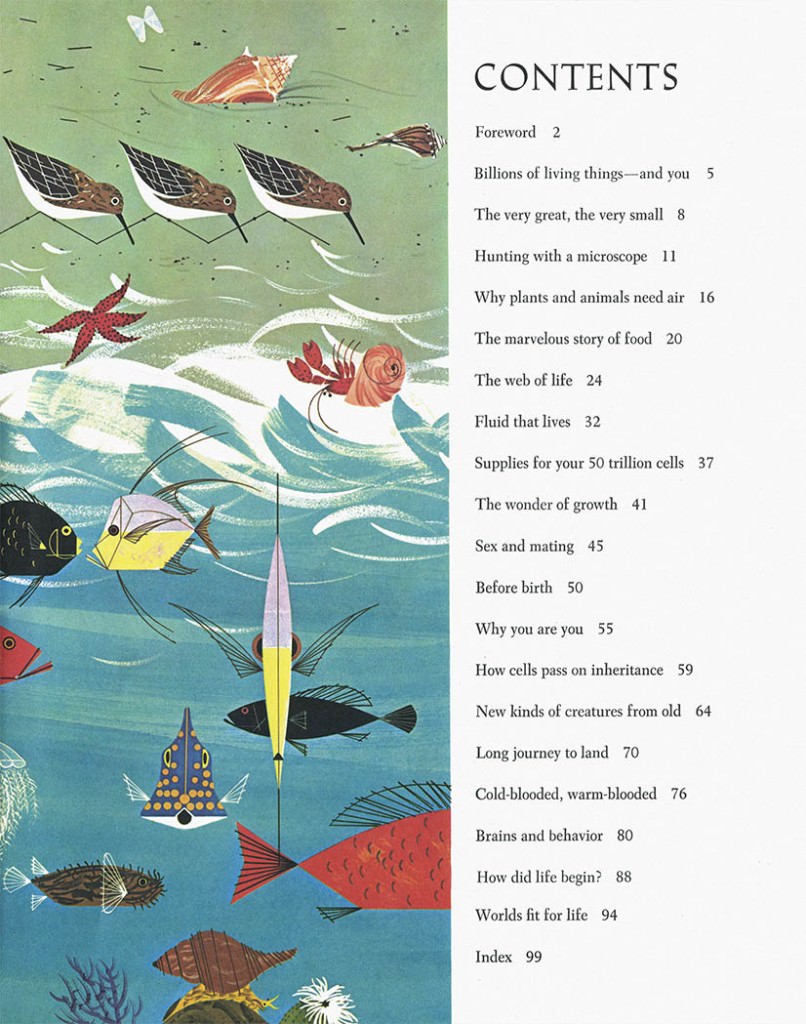 CONTENTS
Foreword 2
Billions of living things—and you 5
The very great, the very small 8
Hunting with a microscope 11
Why plants and animals need air 16
The marvelous story of food 20
The web of life 24
Fluid that lives 32
Supplies for your 50 trillion cells 37
The wonder of growth 41
Sex and mating 45
Before birth 50
Why you are you 55
How cells pass on inheritance 59
New kinds of creatures from old 64
Long journey to land 70
Cold-blooded, warm-blooded 76
Brains and behavior 80
How did life begin? 88
Worlds fit for life 94
Index 99